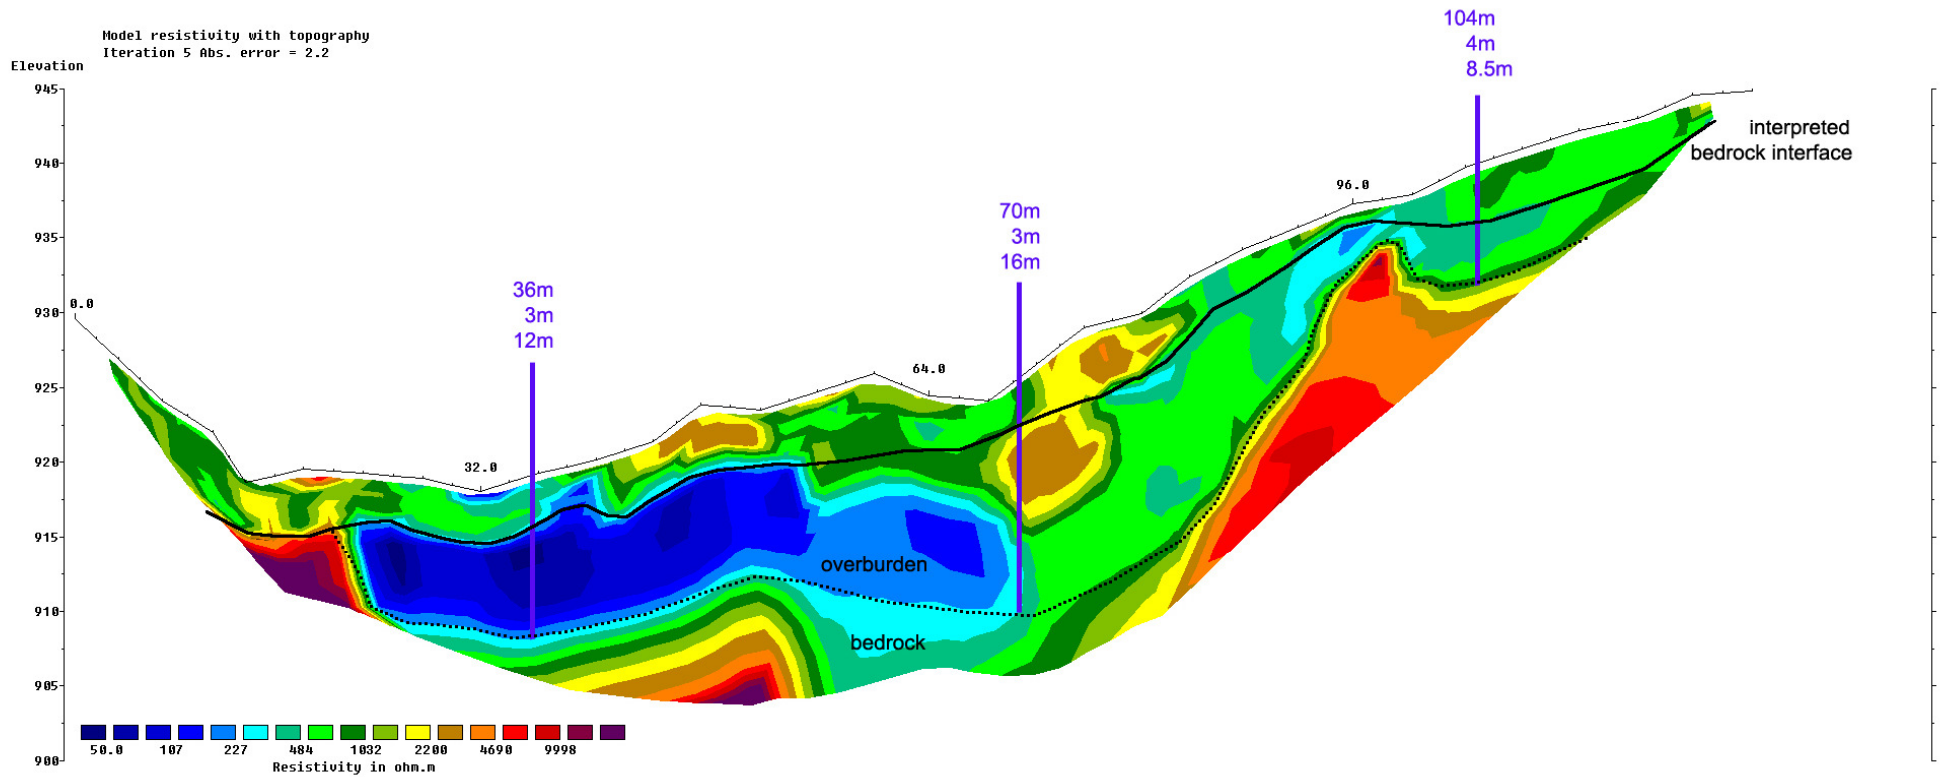 Model resistivity with topography
Iteration 5 Abs. error = 2.2
Elevation
945
940
935
930
925
920
915
910
905
900
0.0
32.0
64.0
96.0
36m
3m
12m
70m
3m
16m
104m
4m
8.5m
interpreted
bedrock interface
overburden
bedrock
50.0 107 227 484 1032 2200 4690 9998
Resistivity in ohm.m